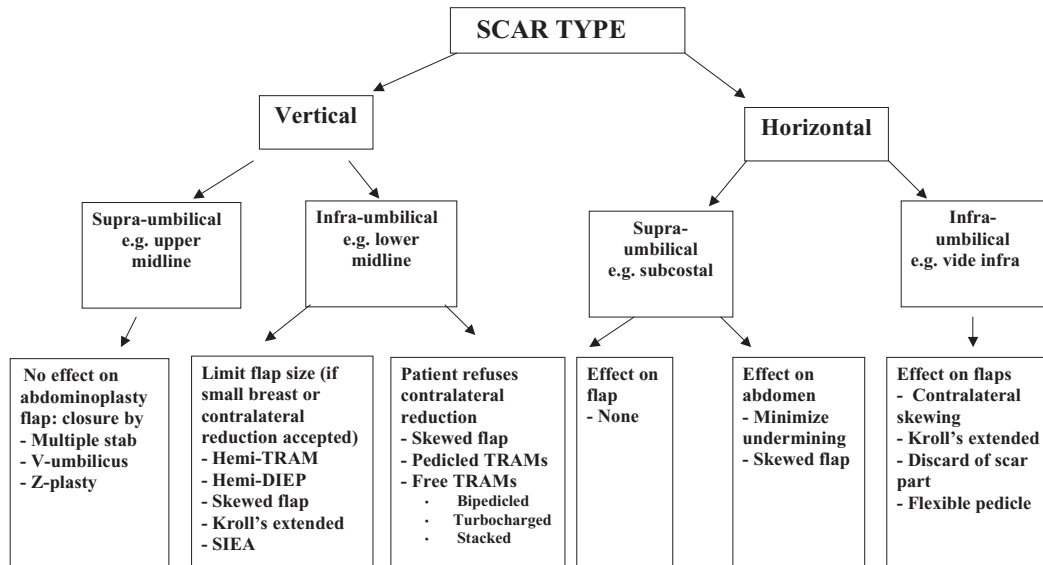 SCAR TYPE
Vertical
Horizontal
Supra-umbilical
e.g. upper
midline
Infra-umbilical
e.g. lower
midline
Supra-
umbilical
e.g. subcostal
Infra-
umbilical
e.g. vide infra
No effect on
abdominoplasty
flap: closure by
- Multiple stab
- V-umbilicus
- Z-plasty
Limit flap size (if
small breast or
contralateral
reduction accepted)
- Hemi-TRAM
- Hemi-DIEP
- Skewed flap
- Kroll's extended
- SIEA
Patient refuses
contralateral
reduction
- Skewed flap
- Pedicled TRAMs
- Free TRAMs
· Bipedicled
· Turbocharged
· Stacked
Effect on
flap
- None
Effect on
abdomen
- Minimize
undermining
- Skewed flap
Effect on flaps
- Contralateral
skewing
- Kroll's extended
- Discard of scar
part
- Flexible pedicle